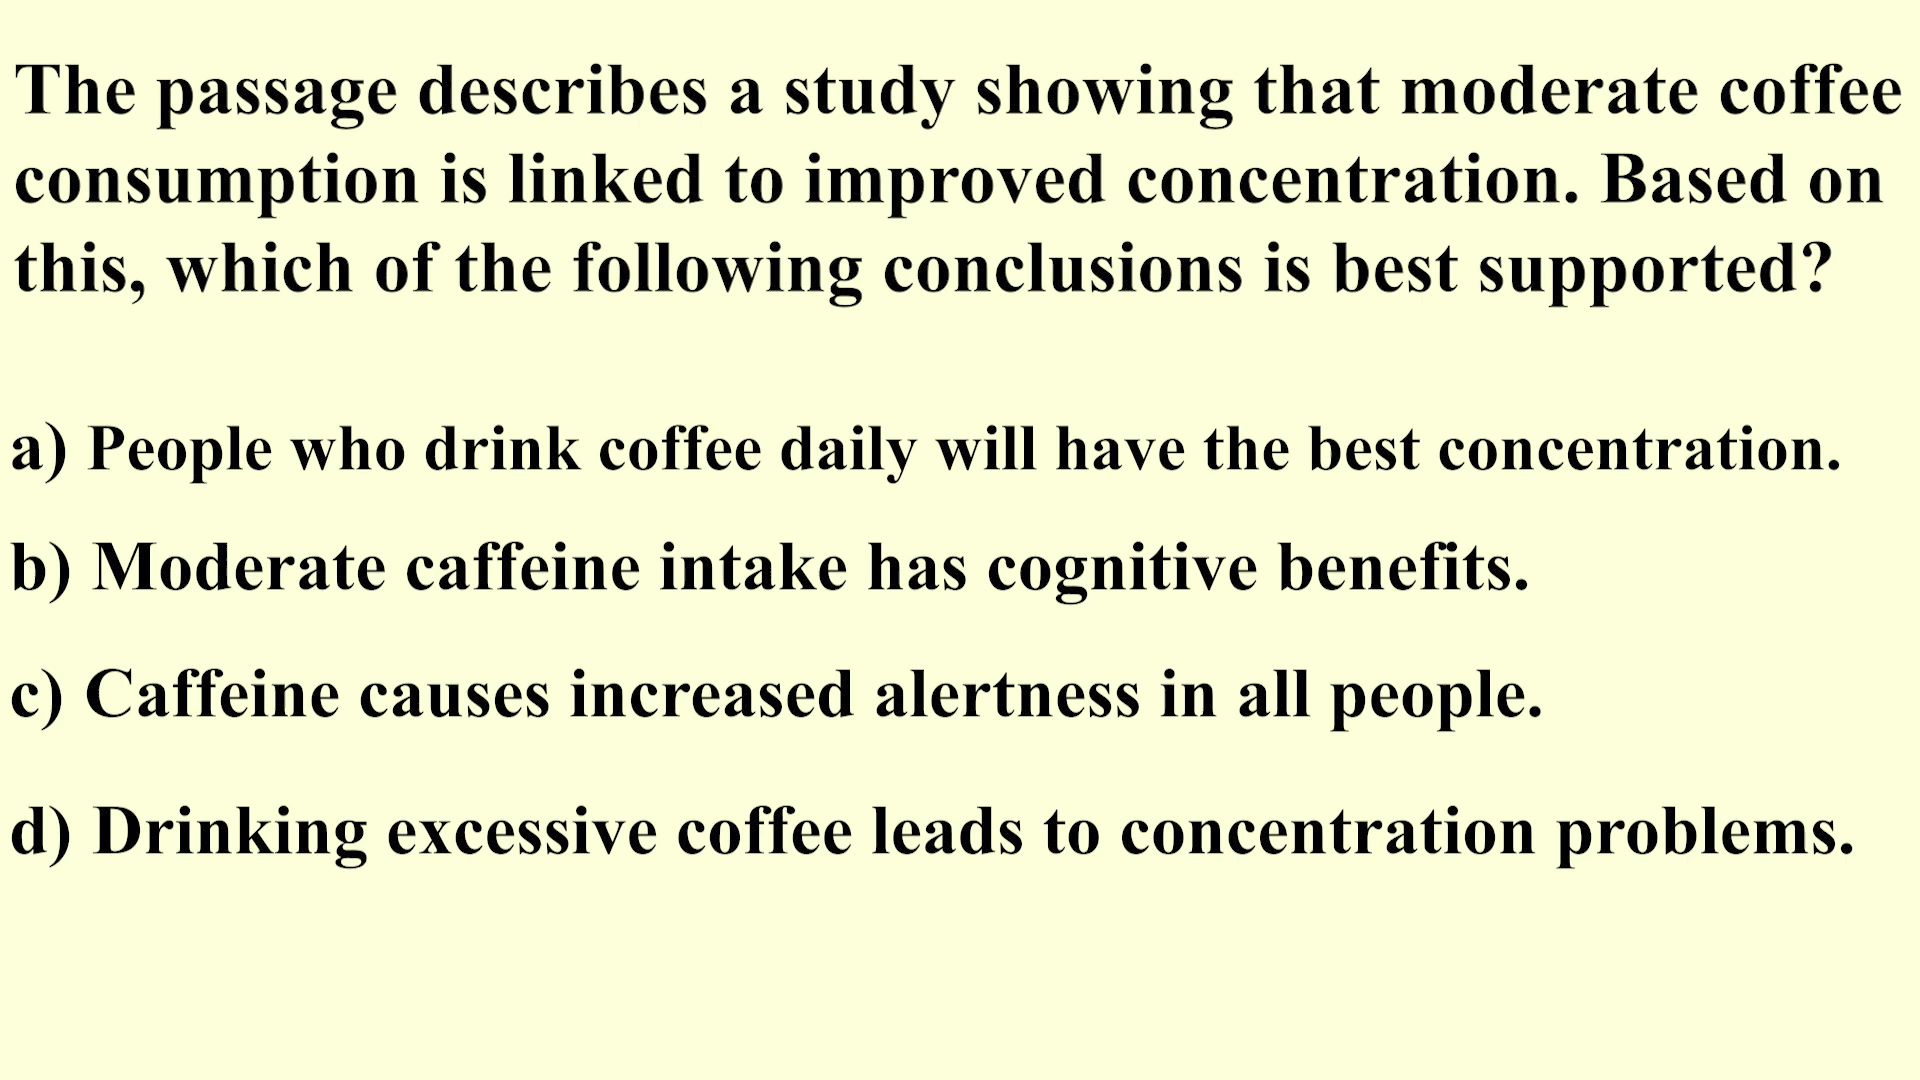 The passage describes a study showing that moderate coffee
consumption is linked to improved concentration. Based on
this, which of the following conclusions is best supported?
a) People who drink coffee daily will have the best concentration.
b) Moderate caffeine intake has cognitive benefits.
c) Caffeine causes increased alertness in all people.
d) Drinking excessive coffee leads to concentration problems.